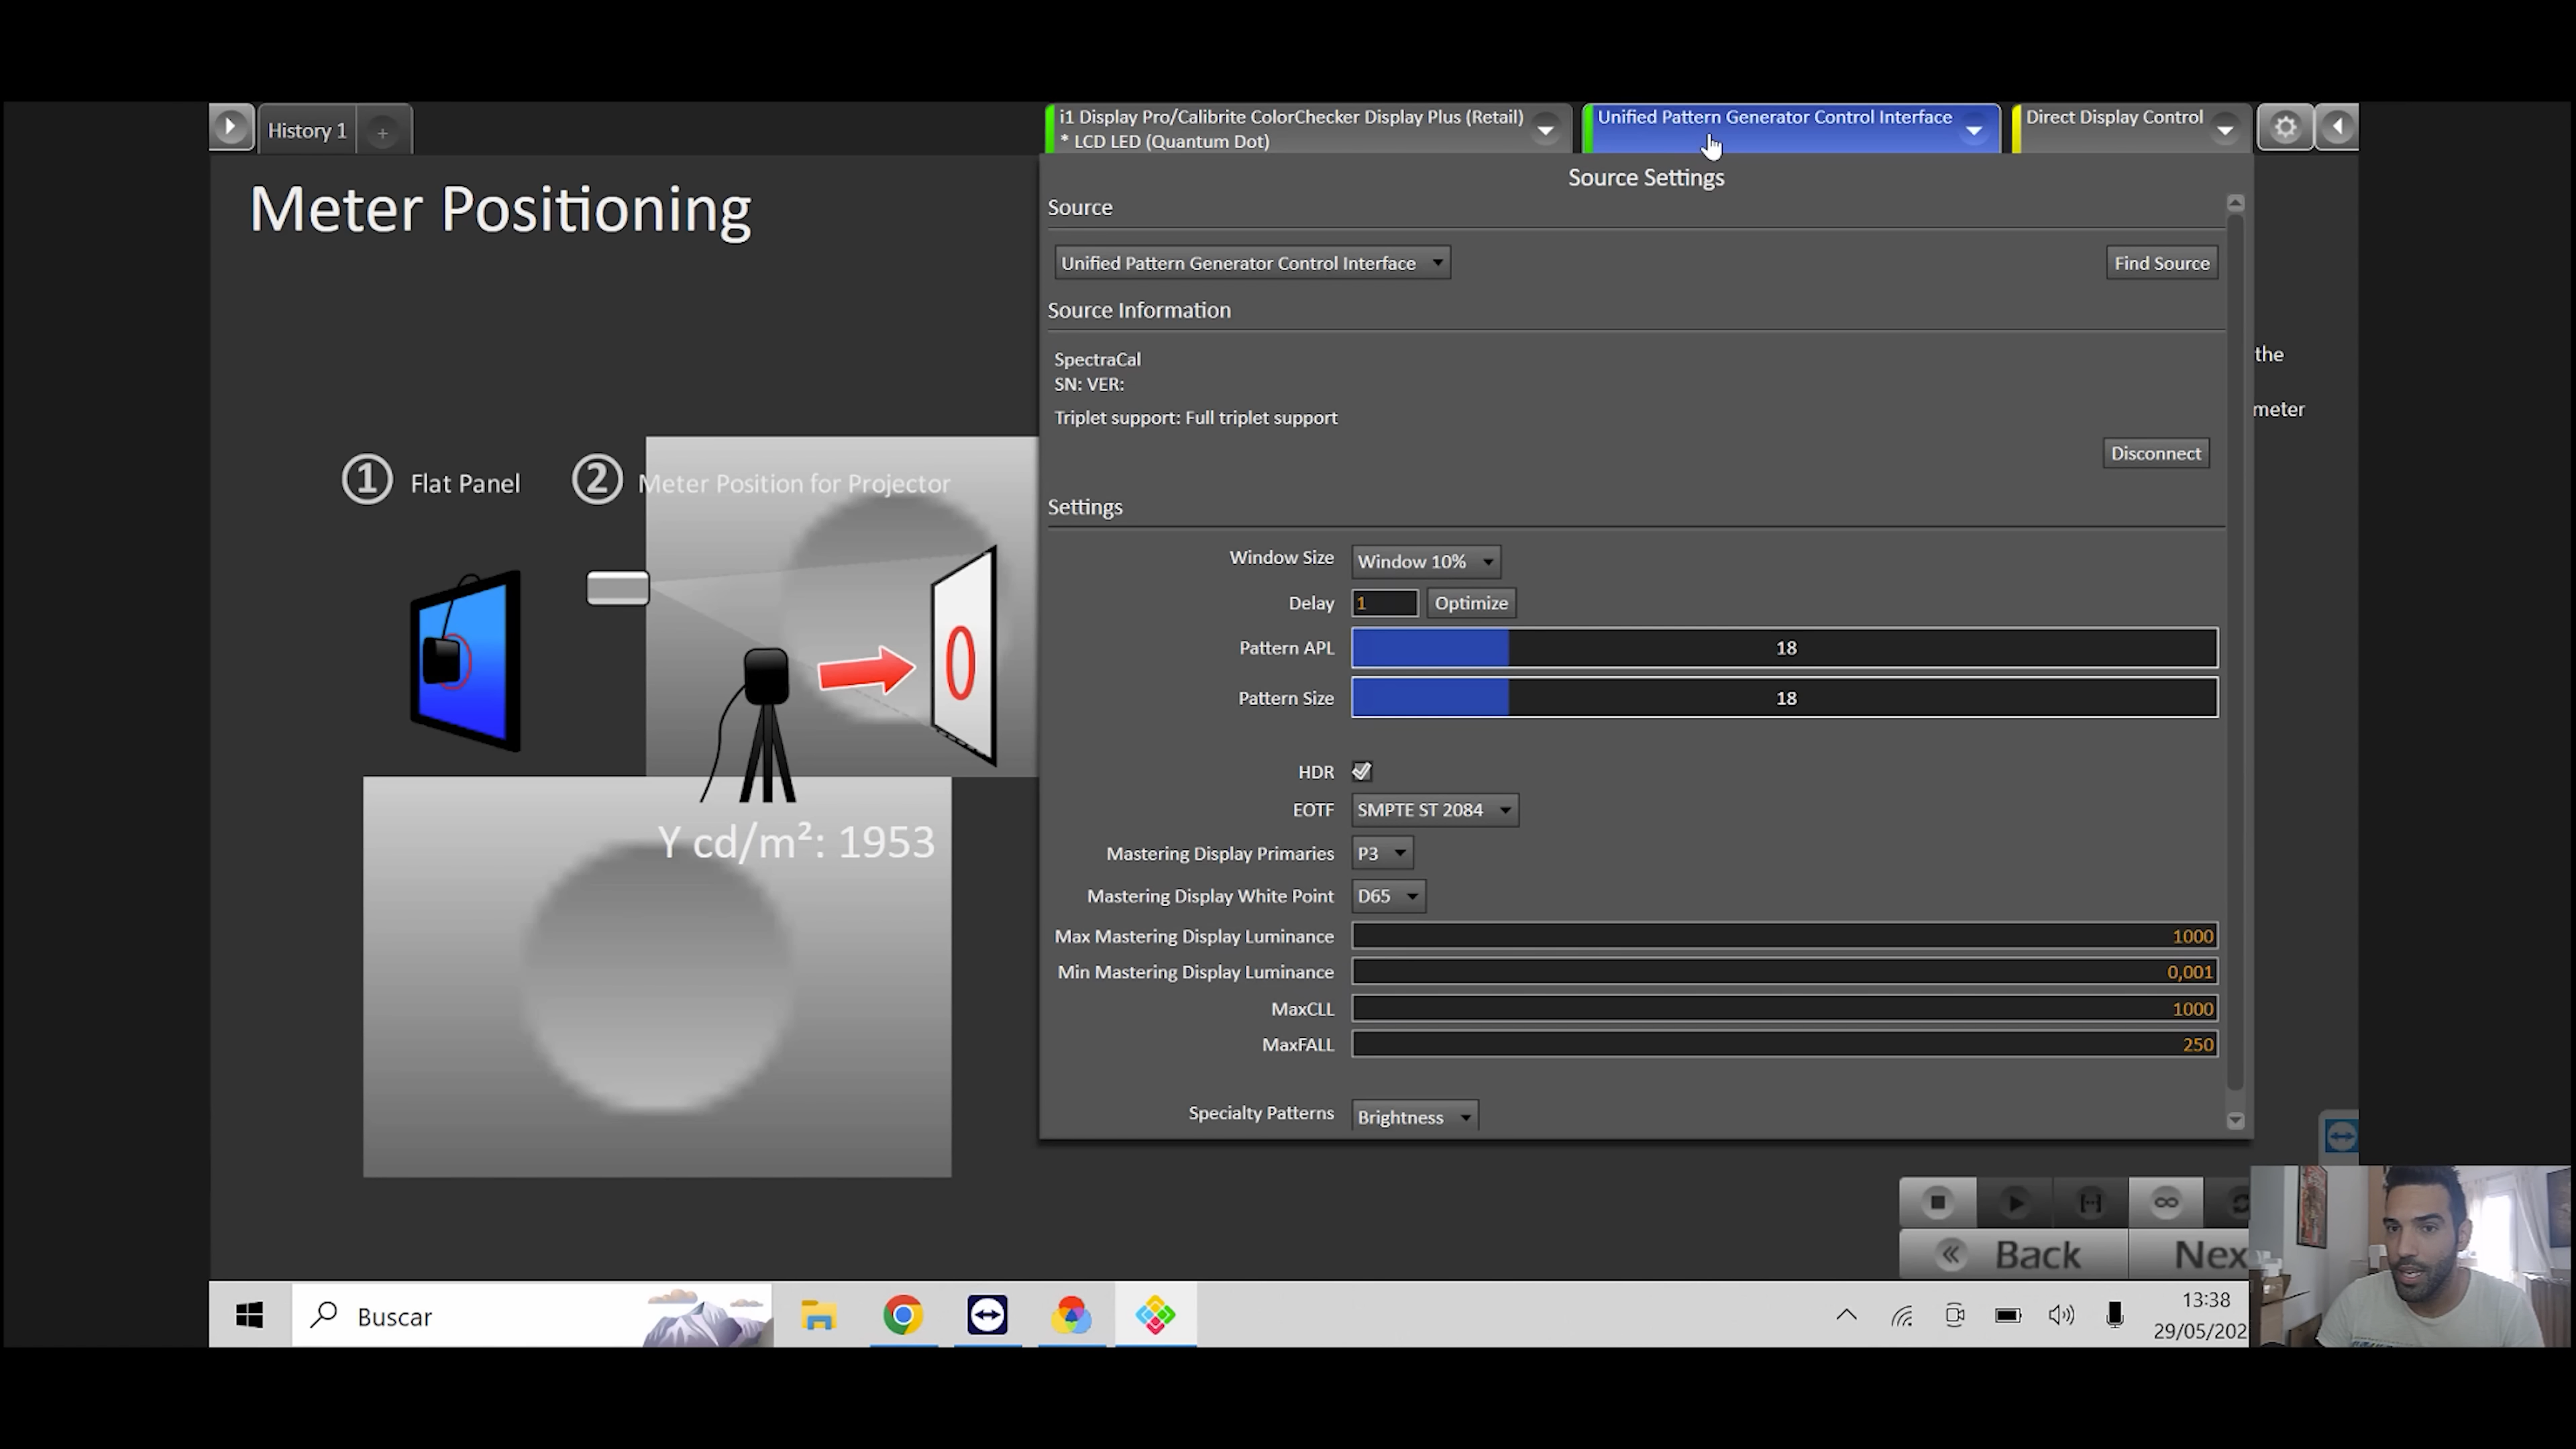 History 1
+
i1 Display Pro/Calibrite ColorChecker Display Plus (Retail)
* LCD LED (Quantum Dot)
Unified Pattern Generator Control Interface
Direct Display Control
Meter Positioning
Source Settings
Source
Unified Pattern Generator Control Interface
Find Source
Source Information
SpectraCal
SN: VER:
Triplet support: Full triplet support
Disconnect
the
meter
1 Flat Panel
2 Meter Position for Projector
Y cd/m²: 1953
Settings
Window Size Window 10%
Delay 1 Optimize
Pattern APL 18
Pattern Size 18
HDR
EOTF SMPTE ST 2084
Mastering Display Primaries P3
Mastering Display White Point D65
Max Mastering Display Luminance 1000
Min Mastering Display Luminance 0,001
MaxCLL 1000
MaxFALL 250
Specialty Patterns Brightness
Back
Nex
Buscar
13:38
29/05/202